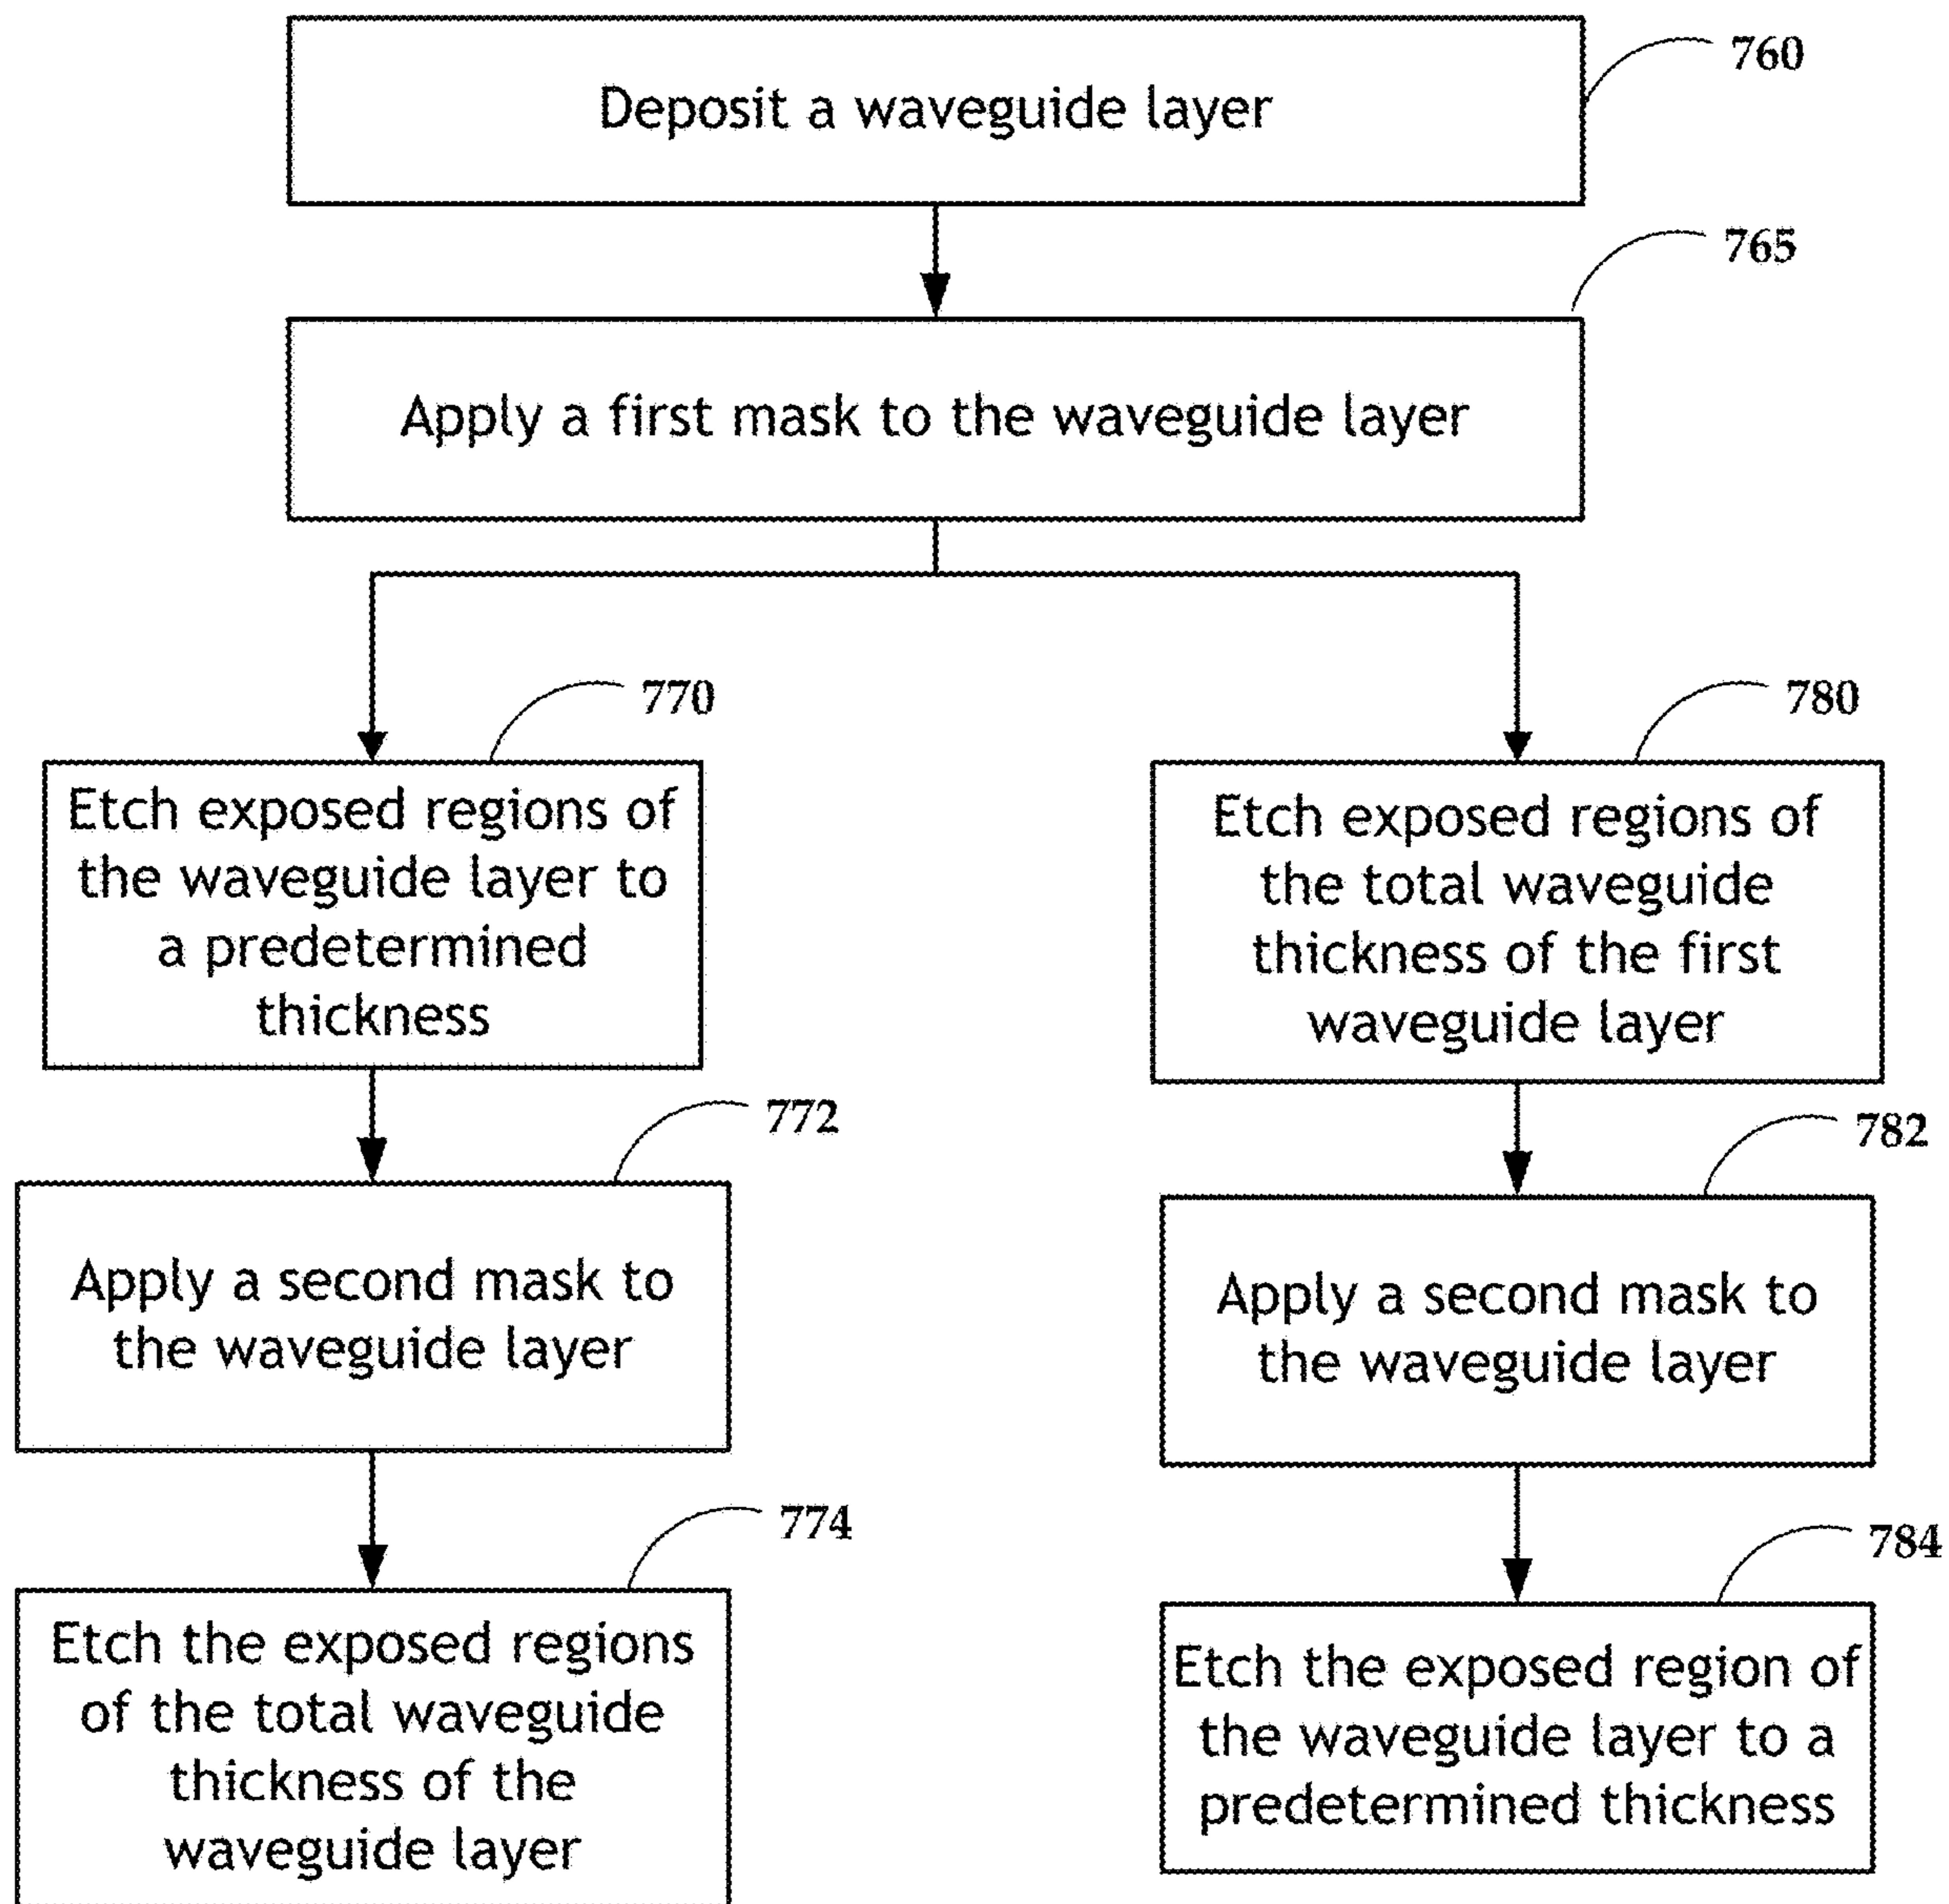 760
Deposit a waveguide layer
765
Apply a first mask to the waveguide layer
770
Etch exposed regions of
the waveguide layer to
a predetermined
thickness
772
Apply a second mask to
the waveguide layer
774
Etch the exposed regions
of the total waveguide
thickness of the
waveguide layer
780
Etch exposed regions of
the total waveguide
thickness of the first
waveguide layer
782
Apply a second mask to
the waveguide layer
784
Etch the exposed region of
the waveguide layer to a
predetermined thickness